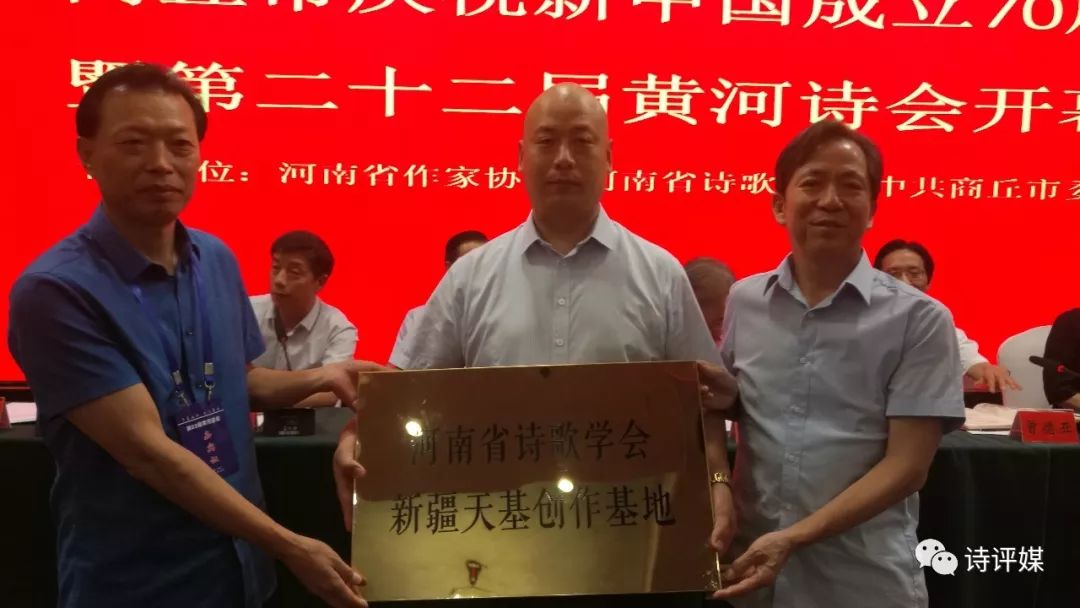 商丘市庆祝新中国成立70周
暨第二十二届黄河诗会开幕
位：河南省作家协 河南省诗歌 中共商丘市委
河南省诗歌学会
新疆天基创作基地
诗评媒